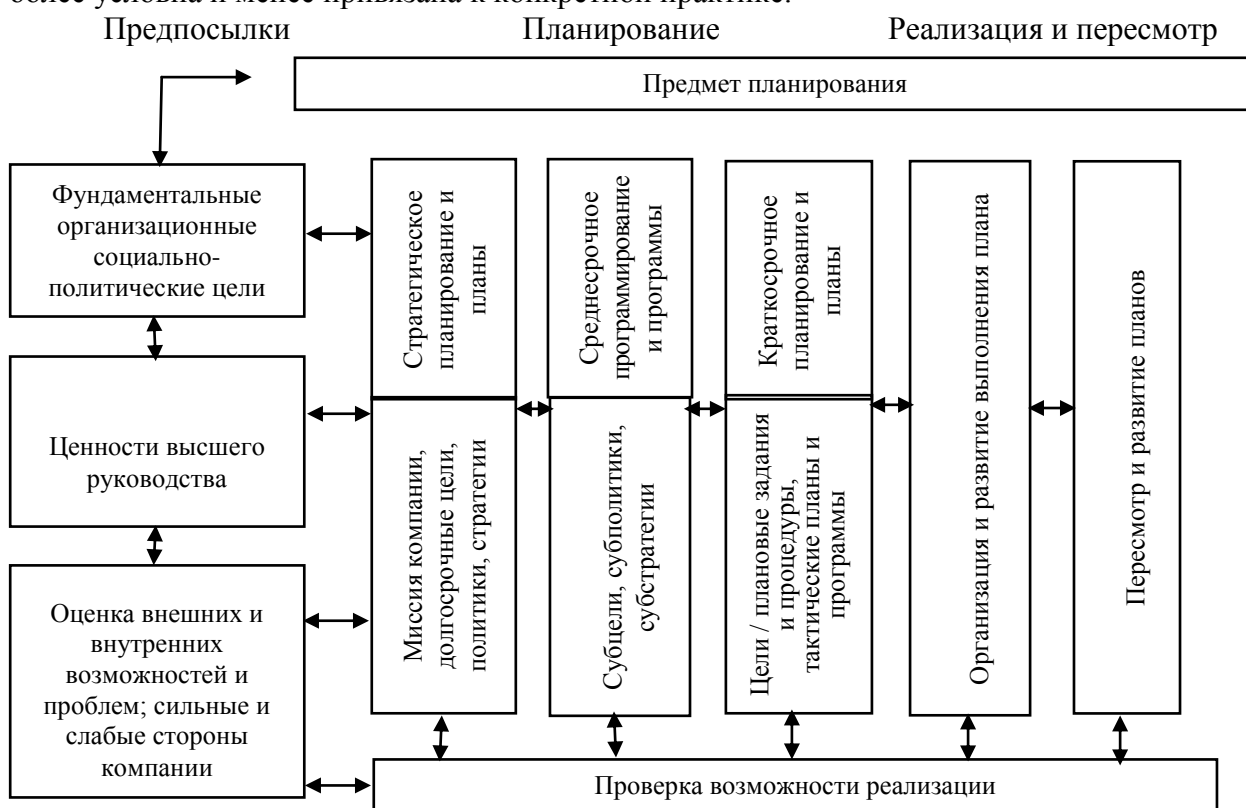 более условна и менее привязана к конкретной практике.
Предпосылки Планирование Реализация и пересмотр
Предмет планирования
Фундаментальные
организационные
социально-
политические цели
Ценности высшего
руководства
Оценка внешних и
внутренних
возможностей и
проблем; сильные и
слабые стороны
компании
Стратегическое
планирование и
планы
Миссия компании,
долгосрочные цели,
политики, стратегии
Среднесрочное
программирование
и программы
Субцели, субполитики,
субстратегии
Краткосрочное
планирование и
планы
Цели / плановые задания
и процедуры,
тактические планы и
программы
Организация и развитие выполнения плана
Пересмотр и развитие планов
Проверка возможности реализации